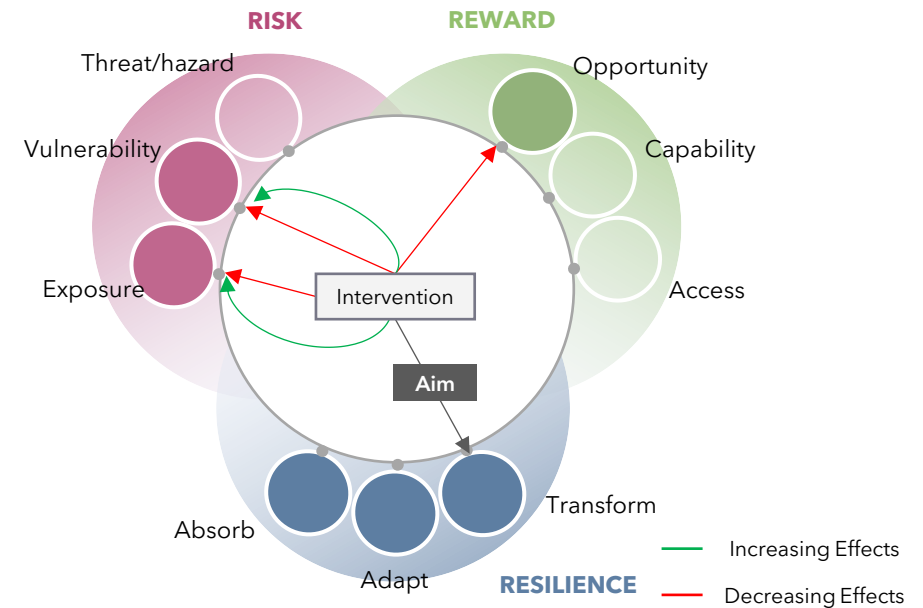 RISK
REWARD
Threat/hazard
Opportunity
Vulnerability
Capability
Exposure
Intervention
Access
Aim
Absorb
Transform
Adapt
RESILIENCE
Increasing Effects
Decreasing Effects